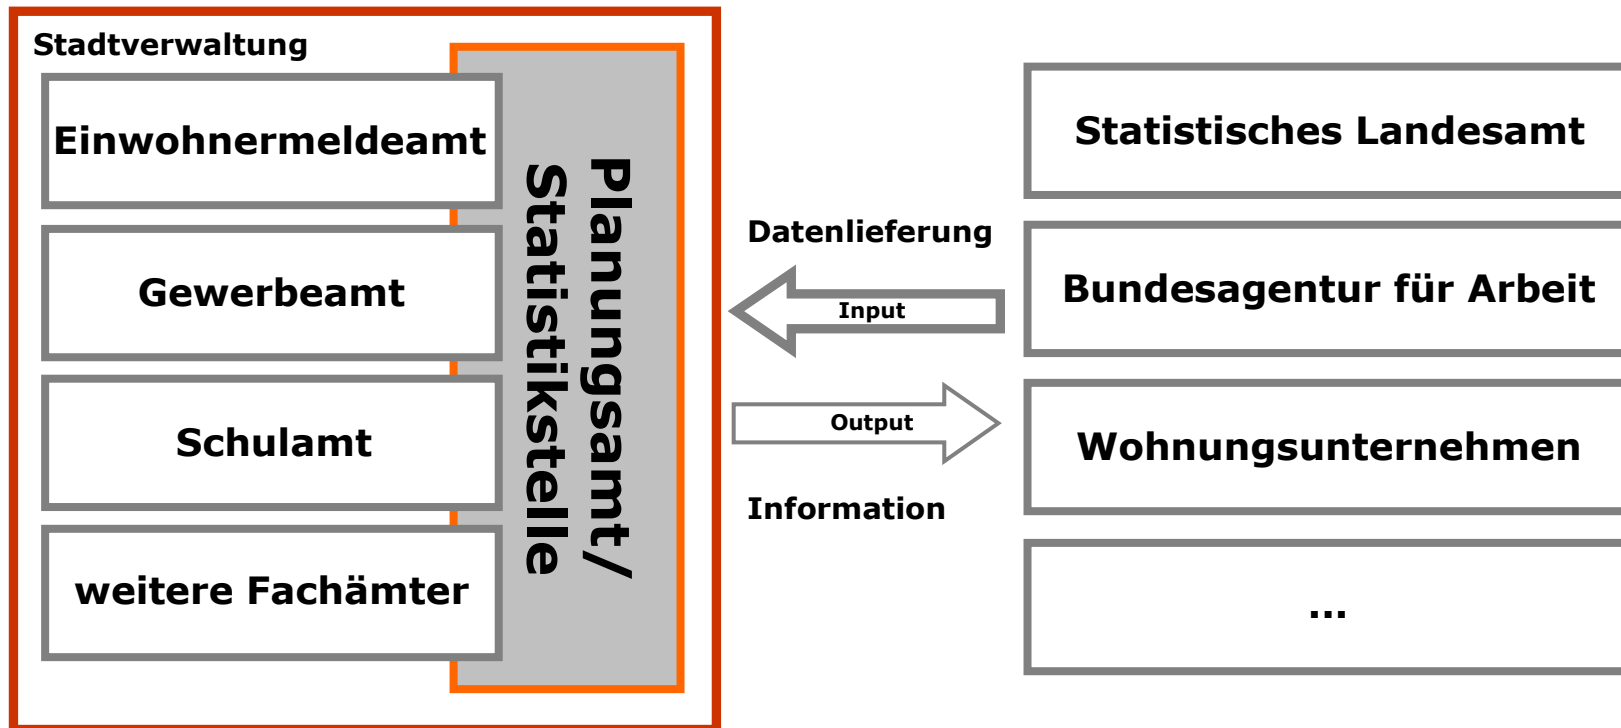 Stadtverwaltung
Einwohnermeldeamt
Gewerbeamt
Schulamt
weitere Fachämter
Planungsamt/
Statistikstelle
Datenlieferung
Input
Output
Information
Statistisches Landesamt
Bundesagentur für Arbeit
Wohnungsunternehmen
...